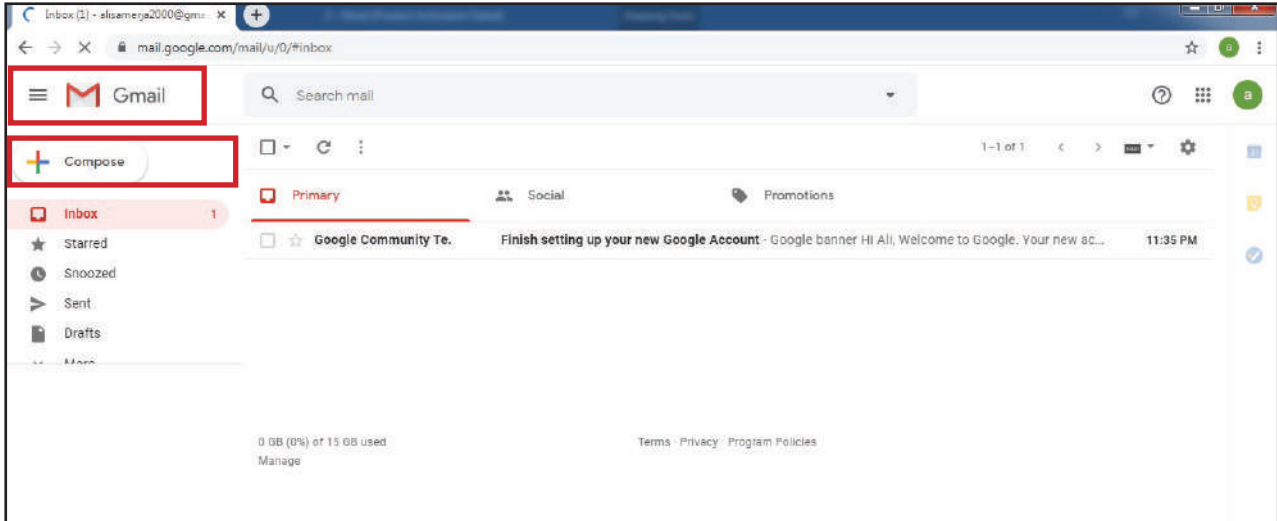 Inbox (1) - alisamerja2000@gma
mail.google.com/mail/u/0/#inbox
a
Gmail
Search mail
a
Compose
1-1 of 1
Primary
Social
Promotions
Inbox 1
Google Community Te. Finish setting up your new Google Account - Google banner Hi Ali, Welcome to Google. Your new ac... 11:35 PM
Starred
Snoozed
Sent
Drafts
More
0 GB (0%) of 15 GB used
Manage
Terms · Privacy · Program Policies